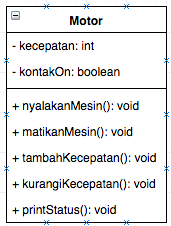 Motor
- kecepatan: int
- kontakOn: boolean
+ nyalakanMesin(): void
+ matikanMesin(): void
+ tambahKecepatan(): void
+ kurangiKecepatan(): void
+ printStatus(): void